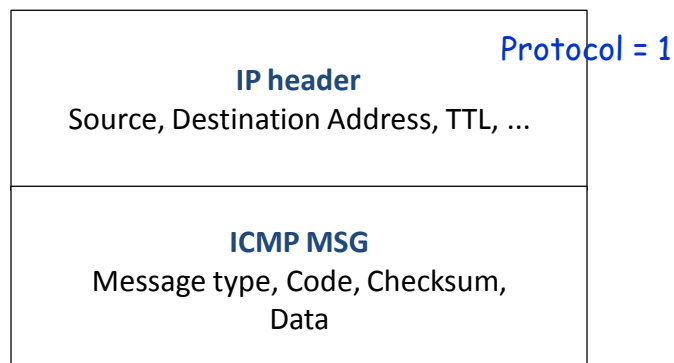 Protocol = 1
IP header
Source, Destination Address, TTL, ...
ICMP MSG
Message type, Code, Checksum,
Data